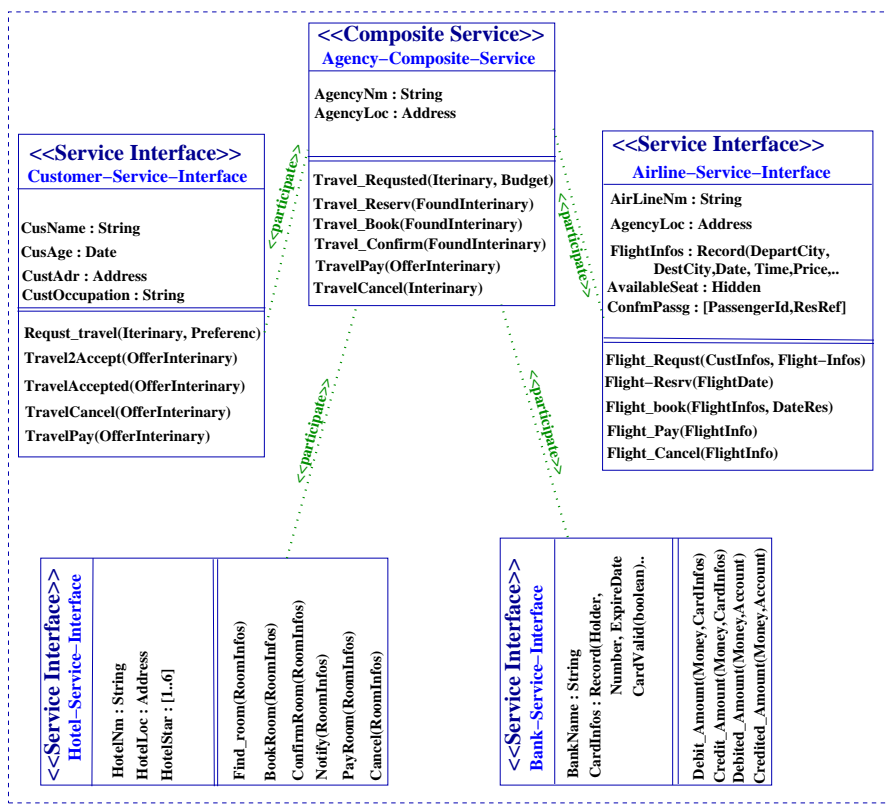 <<Composite Service>>
Agency–Composite–Service
AgencyNm : String
AgencyLoc : Address
Travel_Requsted(Iterinary, Budget)
Travel_Reserv(FoundInterinary)
Travel_Book(FoundInterinary)
Travel_Confirm(FoundInterinary)
TravelPay(OfferInterinary)
TravelCancel(Interinary)
<<Service Interface>>
Customer–Service–Interface
CusName : String
CusAge : Date
CustAdr : Address
CustOccupation : String
Requst_travel(Iterinary, Preferenc)
Travel2Accept(OfferInterinary)
TravelAccepted(OfferInterinary)
TravelCancel(OfferInterinary)
TravelPay(OfferInterinary)
<<Service Interface>>
Airline–Service–Interface
AirLineNm : String
AgencyLoc : Address
FlightInfos : Record(DepartCity,
DestCity,Date, Time,Price,..
AvailableSeat : Hidden
ConfmPassg : [PassengerId,ResRef]
Flight_Requst(CustInfos, Flight–Infos)
Flight–Resrv(FlightDate)
Flight_book(FlightInfos, DateRes)
Flight_Pay(FlightInfo)
Flight_Cancel(FlightInfo)
<<participate>>
<<participate>>
<<participate>>
<<participate>>
<<Service Interface>>
Hotel–Service–Interface
HotelNm : String
HotelLoc : Address
HotelStar : [1..6]
Find_room(RoomInfos)
BookRoom(RoomInfos)
ConfirmRoom(RoomInfos)
Notify(RoomInfos)
PayRoom(RoomInfos)
Cancel(RoomInfos)
<<Service Interface>>
Bank–Service–Interface
BankName : String
CardInfos : Record(Holder,
Number, ExpireDate
CardValid(boolean)..
Debit_Amount(Money,CardInfos)
Credit_Amount(Money,CardInfos)
Debited_Amount(Money,Account)
Credited_Amount(Money,Account)